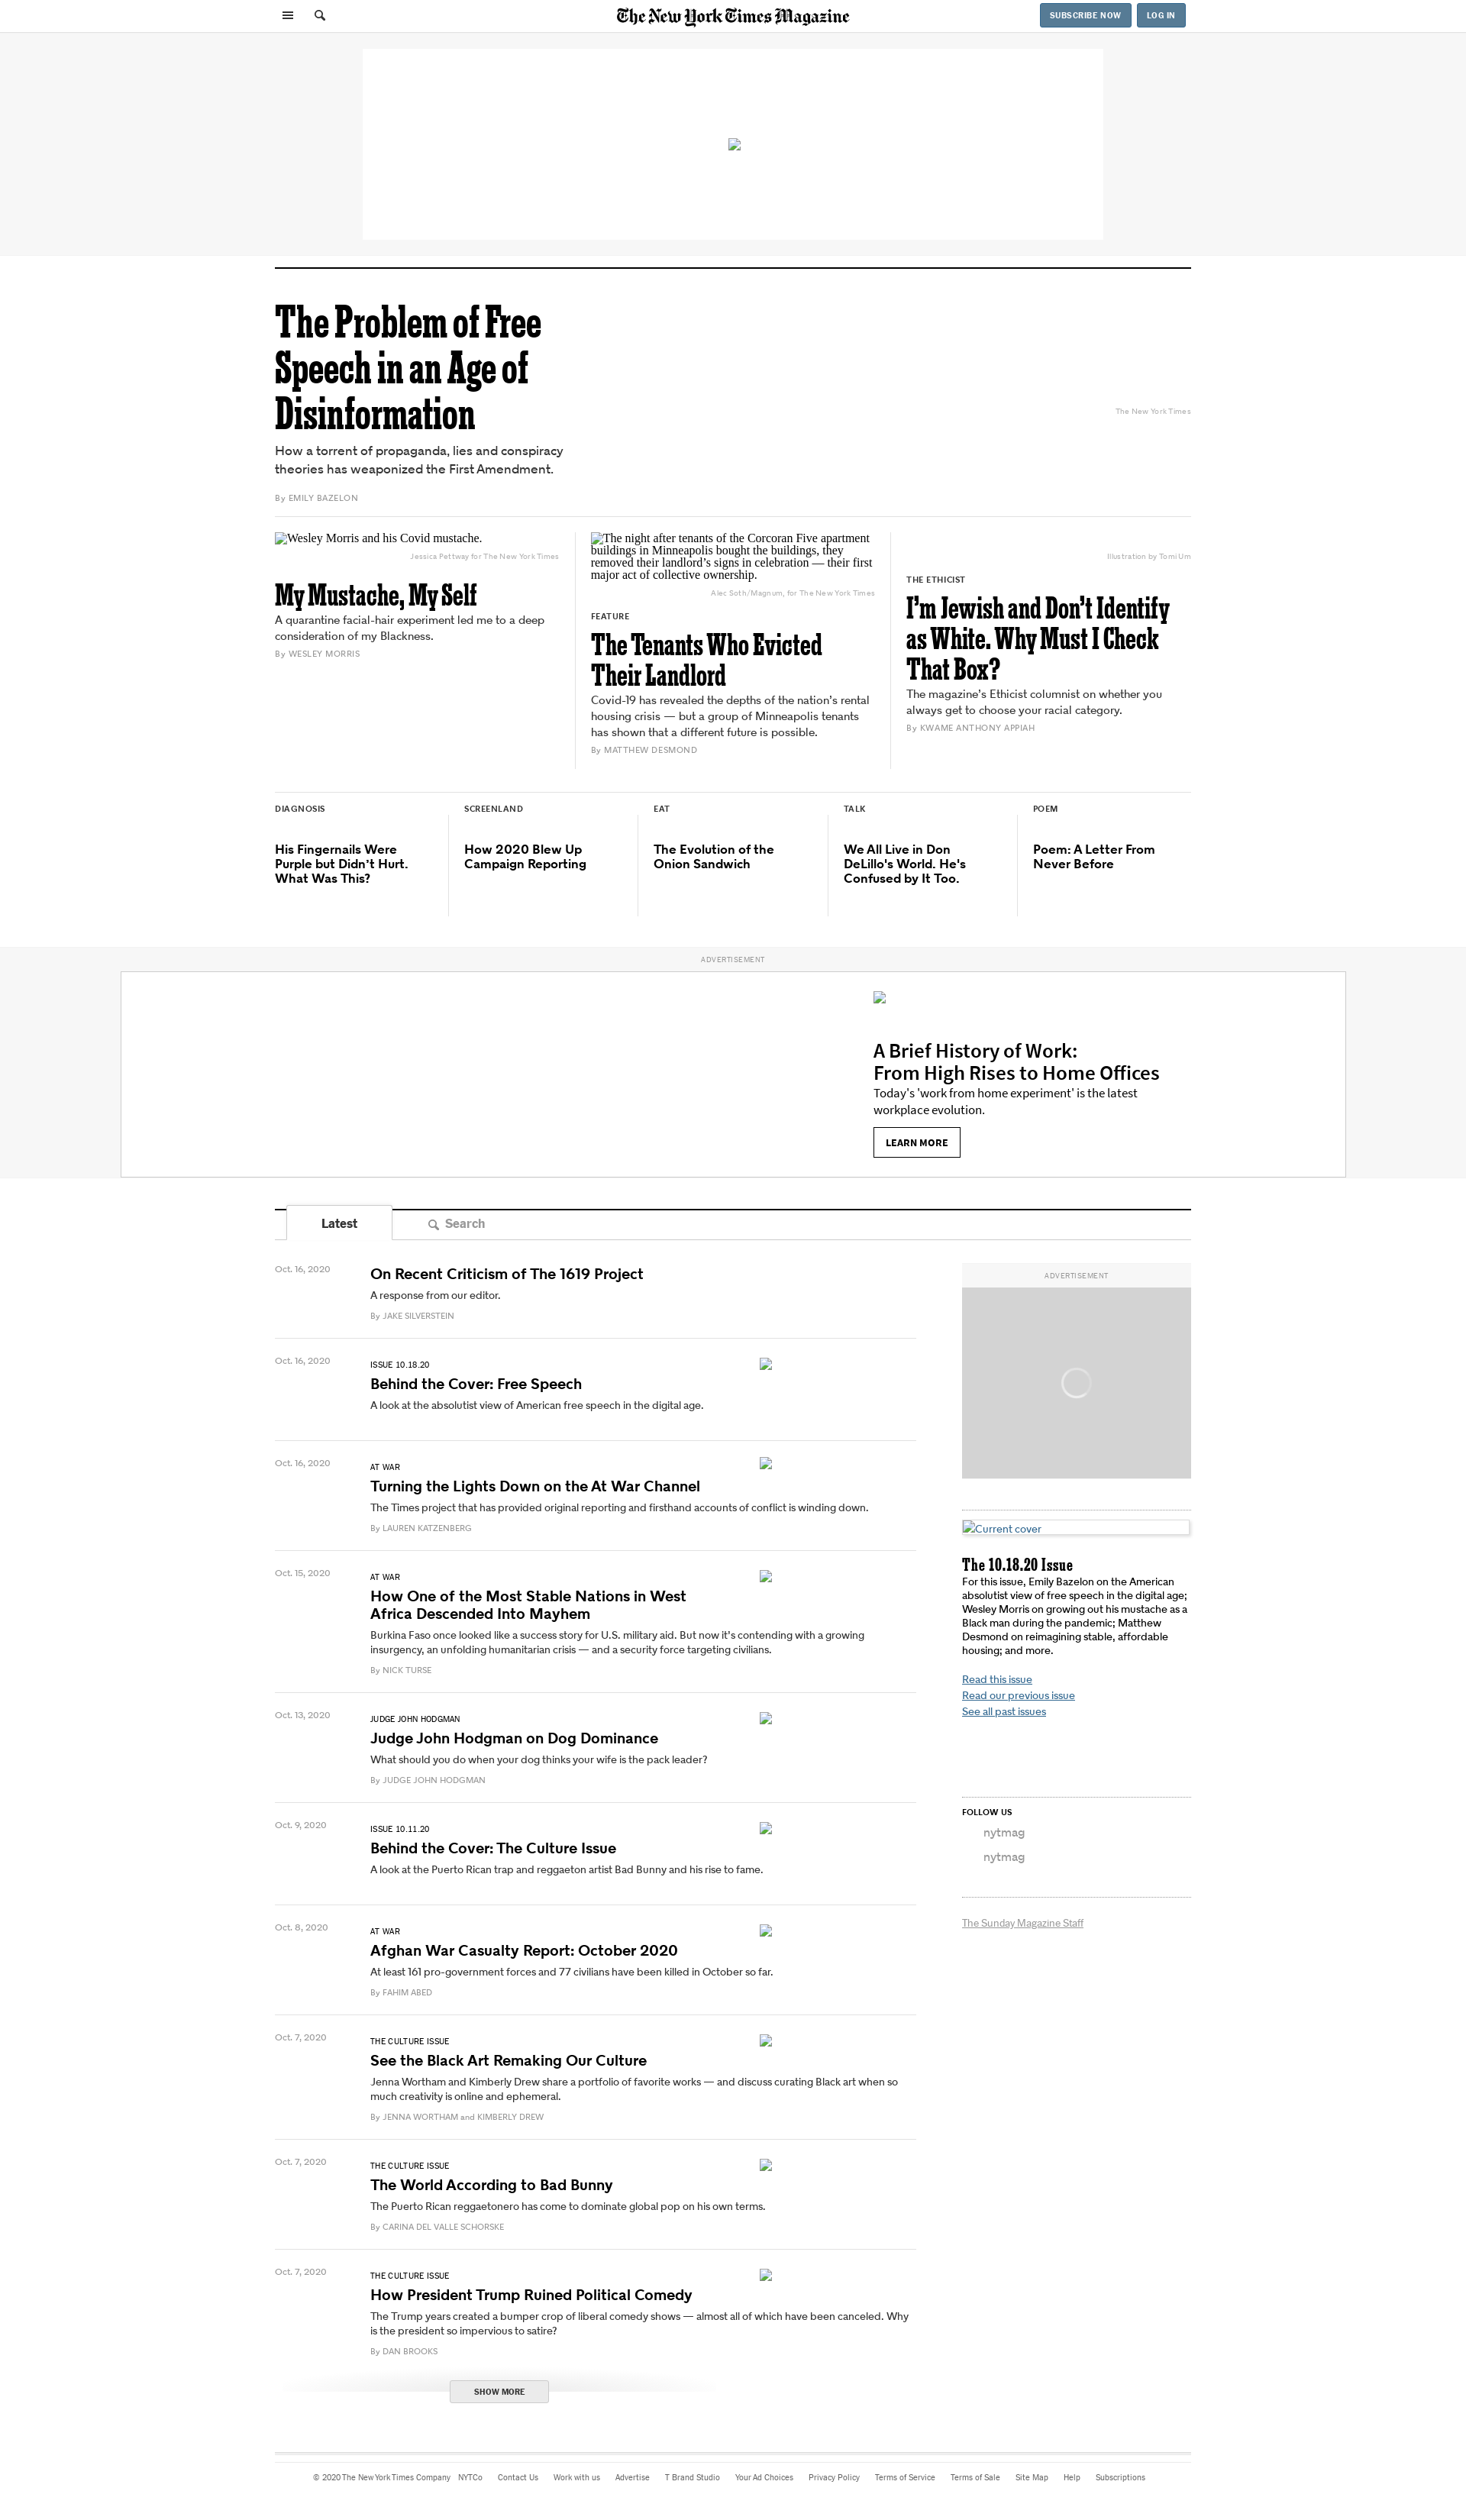 The New York Times Magazine
SUBSCRIBE NOW
LOG IN
The Problem of Free
Speech in an Age of
Disinformation
The New York Times
How a torrent of propaganda, lies and conspiracy
theories has weaponized the First Amendment.
By EMILY BAZELON
Wesley Morris and his Covid mustache.
Jessica Pettway for The New York Times
My Mustache, My Self
A quarantine facial-hair experiment led me to a deep
consideration of my Blackness.
By WESLEY MORRIS
The night after tenants of the Corcoran Five apartment
buildings in Minneapolis bought the buildings, they
removed their landlord’s signs in celebration — their first
major act of collective ownership.
Alec Soth/Magnum, for The New York Times
FEATURE
The Tenants Who Evicted
Their Landlord
Covid-19 has revealed the depths of the nation’s rental
housing crisis — but a group of Minneapolis tenants
has shown that a different future is possible.
By MATTHEW DESMOND
Illustration by Tomi Um
THE ETHICIST
I’m Jewish and Don’t Identify
as White. Why Must I Check
That Box?
The magazine’s Ethicist columnist on whether you
always get to choose your racial category.
By KWAME ANTHONY APPIAH
DIAGNOSIS
His Fingernails Were
Purple but Didn’t Hurt.
What Was This?
SCREENLAND
How 2020 Blew Up
Campaign Reporting
EAT
The Evolution of the
Onion Sandwich
TALK
We All Live in Don
DeLillo's World. He's
Confused by It Too.
POEM
Poem: A Letter From
Never Before
ADVERTISEMENT
A Brief History of Work:
From High Rises to Home Offices
Today's 'work from home experiment' is the latest
workplace evolution.
LEARN MORE
Latest
Search
Oct. 16, 2020
On Recent Criticism of The 1619 Project
A response from our editor.
By JAKE SILVERSTEIN
Oct. 16, 2020
ISSUE 10.18.20
Behind the Cover: Free Speech
A look at the absolutist view of American free speech in the digital age.
Oct. 16, 2020
AT WAR
Turning the Lights Down on the At War Channel
The Times project that has provided original reporting and firsthand accounts of conflict is winding down.
By LAUREN KATZENBERG
Oct. 15, 2020
AT WAR
How One of the Most Stable Nations in West
Africa Descended Into Mayhem
Burkina Faso once looked like a success story for U.S. military aid. But now it’s contending with a growing
insurgency, an unfolding humanitarian crisis — and a security force targeting civilians.
By NICK TURSE
Oct. 13, 2020
JUDGE JOHN HODGMAN
Judge John Hodgman on Dog Dominance
What should you do when your dog thinks your wife is the pack leader?
By JUDGE JOHN HODGMAN
Oct. 9, 2020
ISSUE 10.11.20
Behind the Cover: The Culture Issue
A look at the Puerto Rican trap and reggaeton artist Bad Bunny and his rise to fame.
Oct. 8, 2020
AT WAR
Afghan War Casualty Report: October 2020
At least 161 pro-government forces and 77 civilians have been killed in October so far.
By FAHIM ABED
Oct. 7, 2020
THE CULTURE ISSUE
See the Black Art Remaking Our Culture
Jenna Wortham and Kimberly Drew share a portfolio of favorite works — and discuss curating Black art when so
much creativity is online and ephemeral.
By JENNA WORTHAM and KIMBERLY DREW
Oct. 7, 2020
THE CULTURE ISSUE
The World According to Bad Bunny
The Puerto Rican reggaetonero has come to dominate global pop on his own terms.
By CARINA DEL VALLE SCHORSKE
Oct. 7, 2020
THE CULTURE ISSUE
How President Trump Ruined Political Comedy
The Trump years created a bumper crop of liberal comedy shows — almost all of which have been canceled. Why
is the president so impervious to satire?
By DAN BROOKS
SHOW MORE
ADVERTISEMENT
Current cover
The 10.18.20 Issue
For this issue, Emily Bazelon on the American
absolutist view of free speech in the digital age;
Wesley Morris on growing out his mustache as a
Black man during the pandemic; Matthew
Desmond on reimagining stable, affordable
housing; and more.
Read this issue
Read our previous issue
See all past issues
FOLLOW US
nytmag
nytmag
The Sunday Magazine Staff
© 2020 The New York Times Company NYTCo Contact Us Work with us Advertise T Brand Studio Your Ad Choices Privacy Policy Terms of Service Terms of Sale Site Map Help Subscriptions